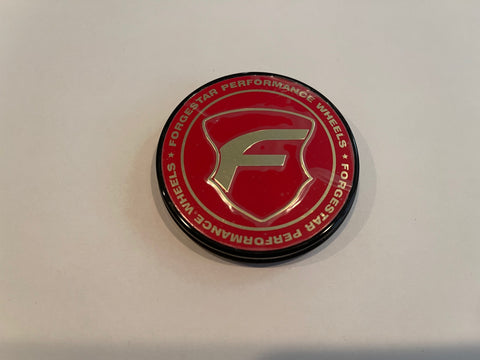 FORGESTAR PERFORMANCE WHEELS ★
FORGESTAR PERFORMANCE WHEELS ★
F